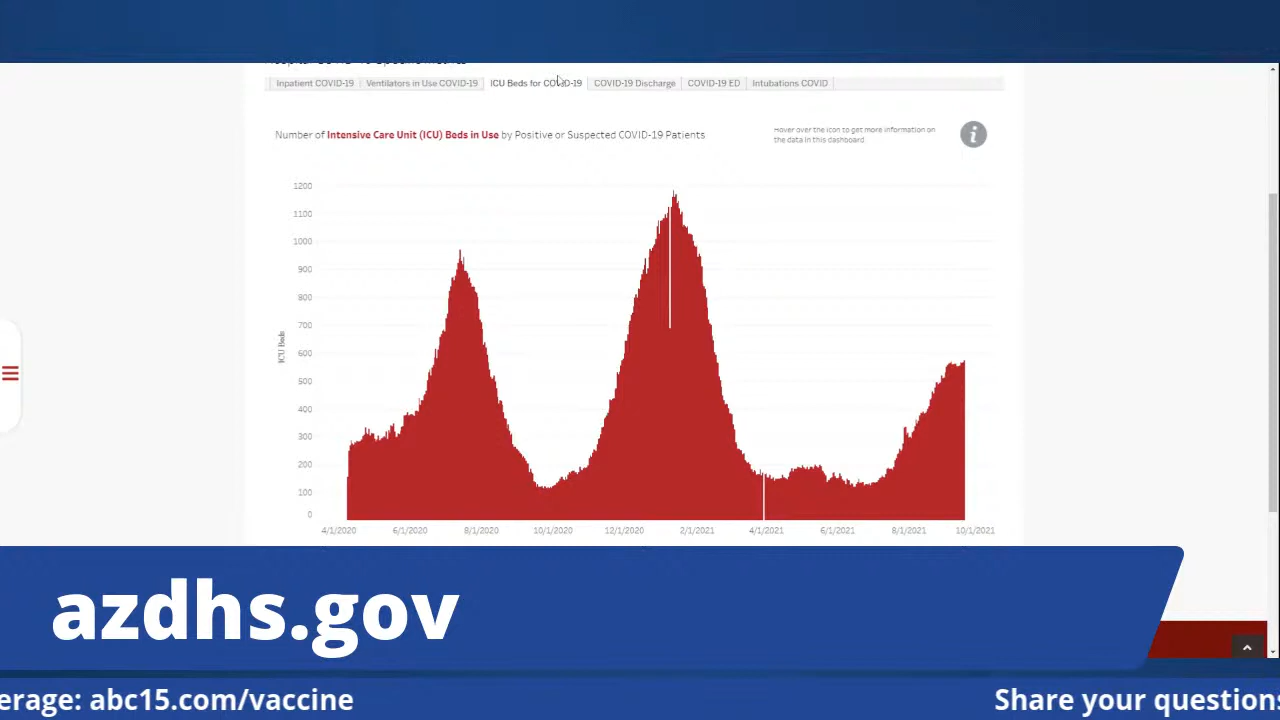 Inpatient COVID-19 Ventilators in Use COVID-19 ICU Beds for COVID-19 COVID-19 Discharge COVID-19 ED Intubations COVID
Number of Intensive Care Unit (ICU) Beds in Use by Positive or Suspected COVID-19 Patients
Hover over the icon to get more information on
the data in this dashboard
i
1200
1100
1000
900
800
700
600
500
400
300
200
100
0
ICU Beds
4/1/2020 6/1/2020 8/1/2020 10/1/2020 12/1/2020 2/1/2021 4/1/2021 6/1/2021 8/1/2021 10/1/2021
azdhs.gov
erage: abc15.com/vaccine Share your questions